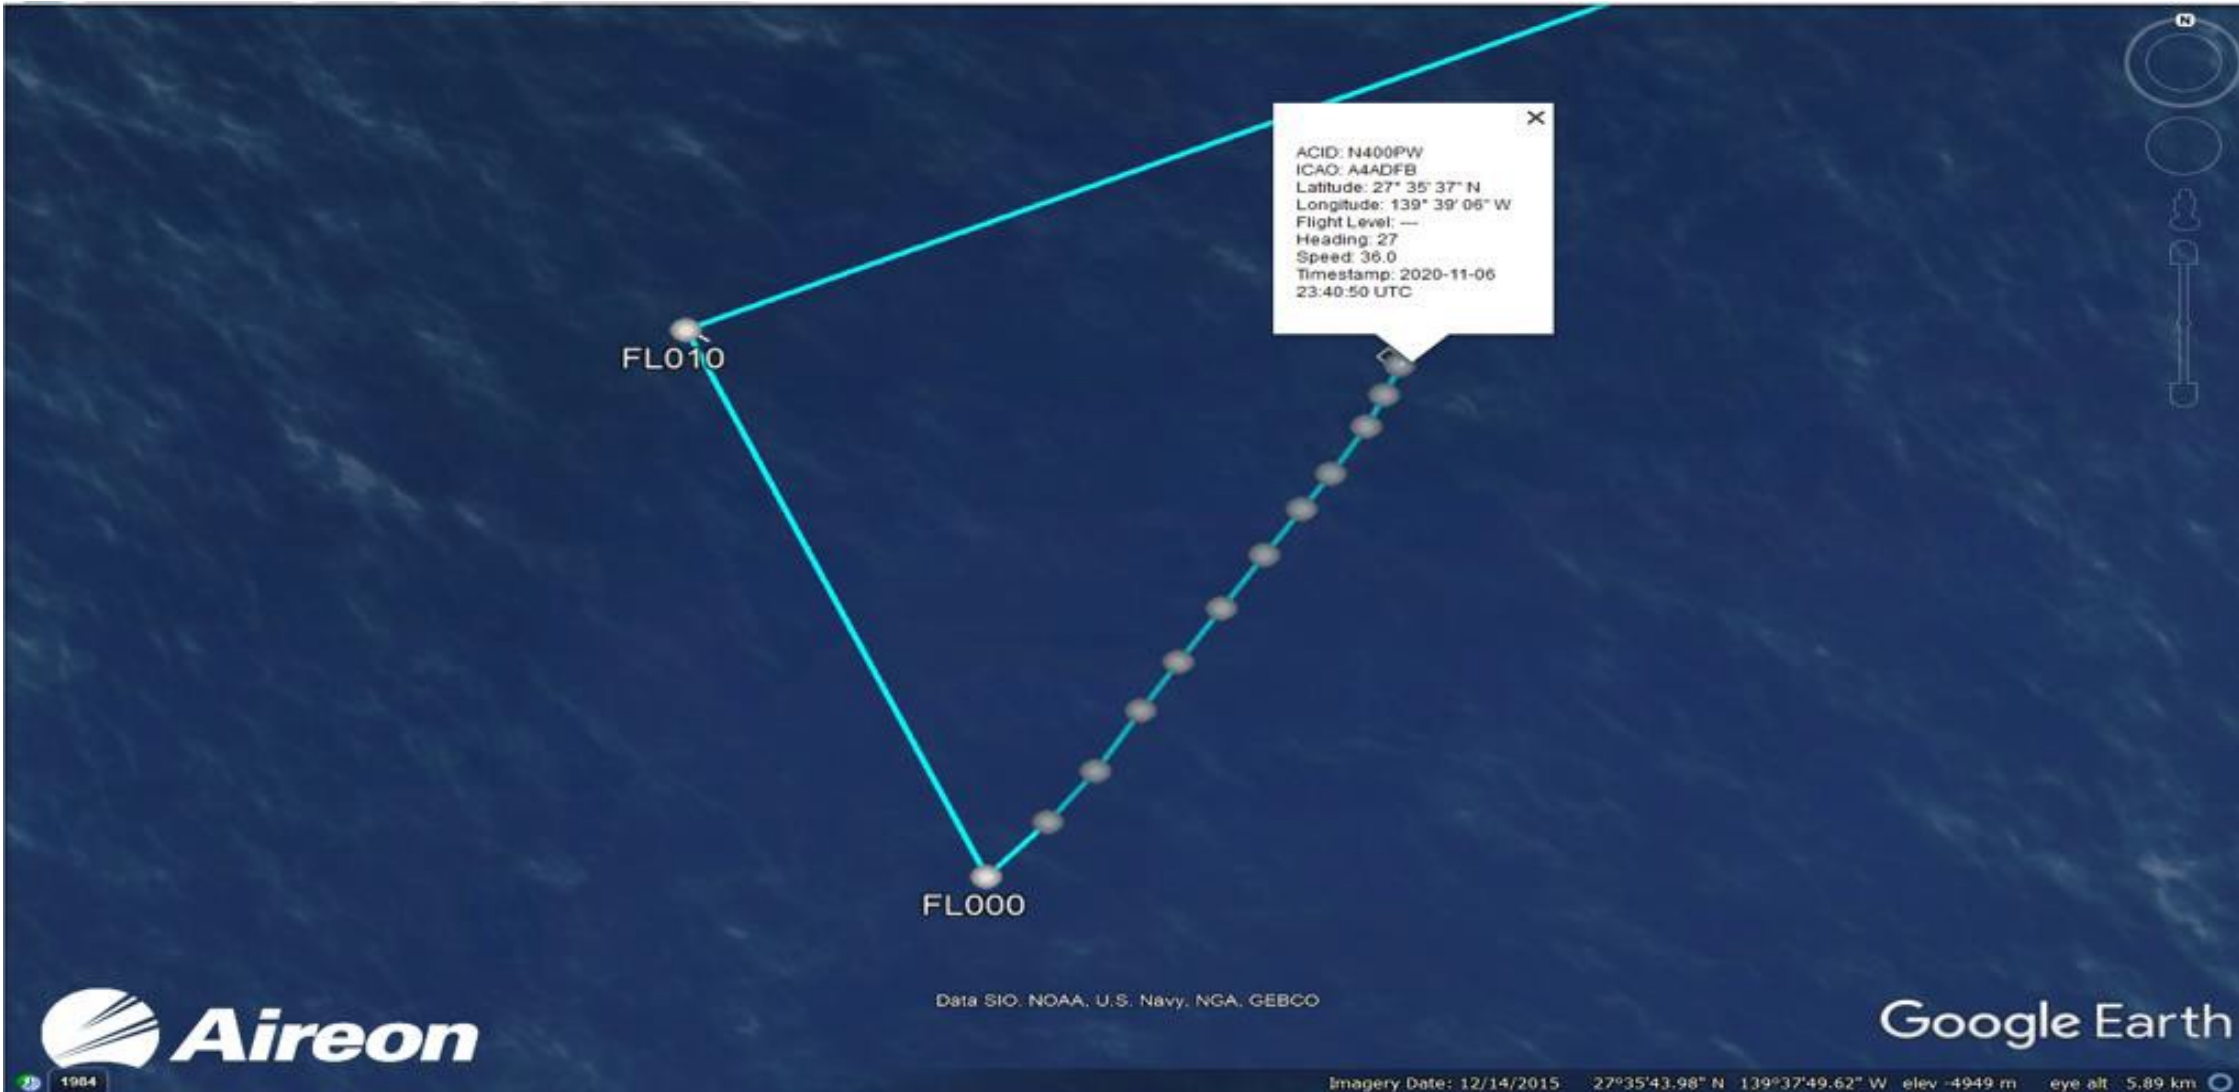 N
ACID: N400PW
ICAO: A4ADFB
Latitude: 27° 35' 37" N
Longitude: 139° 39' 06" W
Flight Level: ---
Heading: 27
Speed: 36.0
Timestamp: 2020-11-06
23:40:50 UTC
FL010
FL000
Data SIO, NOAA, U.S. Navy, NGA, GEBCO
Aireon
Google Earth
1984
Imagery Date: 12/14/2015 27°35'43.98" N 139°37'49.62" W elev -4949 m eye alt 5.89 km